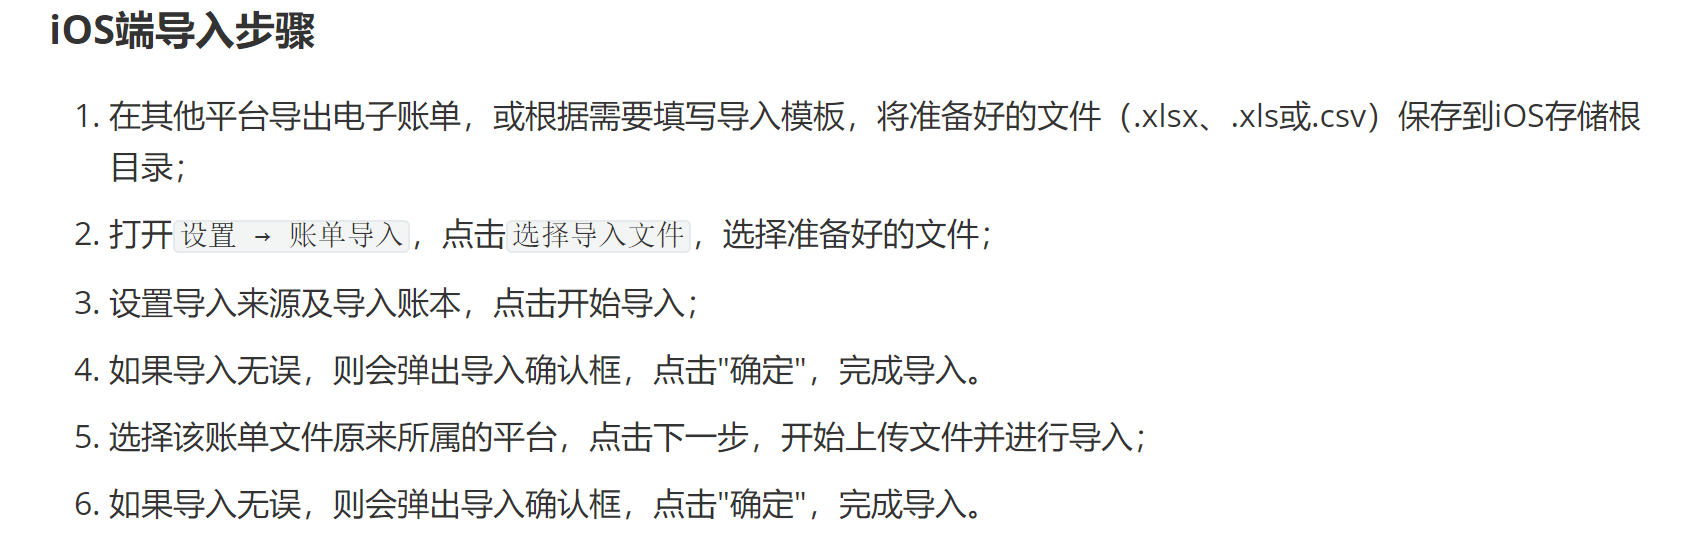 iOS端导入步骤
1. 在其他平台导出电子账单，或根据需要填写导入模板，将准备好的文件（.xlsx、.xls或.csv）保存到iOS存储根
目录；
2. 打开设置 → 账单导入，点击选择导入文件，选择准备好的文件；
3. 设置导入来源及导入账本，点击开始导入；
4. 如果导入无误，则会弹出导入确认框，点击"确定"，完成导入。
5. 选择该账单文件原来所属的平台，点击下一步，开始上传文件并进行导入；
6. 如果导入无误，则会弹出导入确认框，点击"确定"，完成导入。